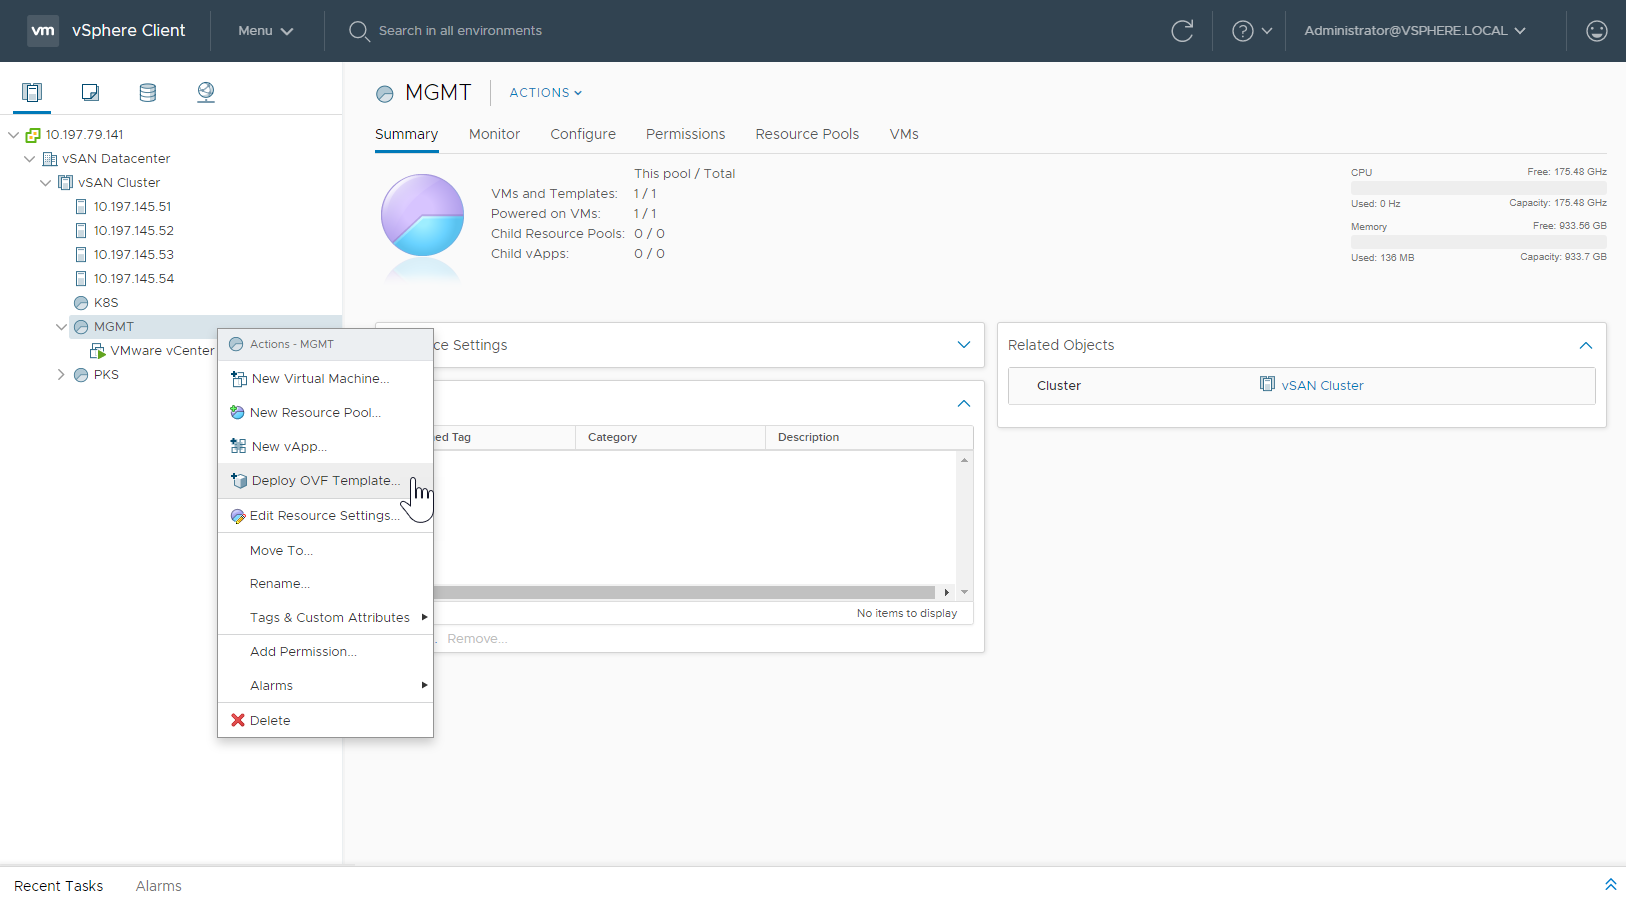 vm vSphere Client Menu Search in all environments Administrator@VSPHERE.LOCAL
10.197.79.141
vSAN Datacenter
vSAN Cluster
10.197.145.51
10.197.145.52
10.197.145.53
10.197.145.54
K8S
MGMT
VMware vCenter
PKS
MGMT ACTIONS
Summary Monitor Configure Permissions Resource Pools VMs
This pool / Total
VMs and Templates: 1 / 1
Powered on VMs: 1 / 1
Child Resource Pools: 0 / 0
Child vApps: 0 / 0
CPU Free: 175.48 GHz
Used: 0 Hz Capacity: 175.48 GHz
Memory Free: 933.56 GB
Used: 136 MB Capacity: 933.7 GB
Actions - MGMT
New Virtual Machine...
New Resource Pool...
New vApp...
Deploy OVF Template...
Edit Resource Settings...
Move To...
Rename...
Tags & Custom Attributes
Add Permission...
Alarms
Delete
ce Settings
ed Tag Category Description
No items to display
. Remove...
Related Objects
Cluster vSAN Cluster
Recent Tasks Alarms